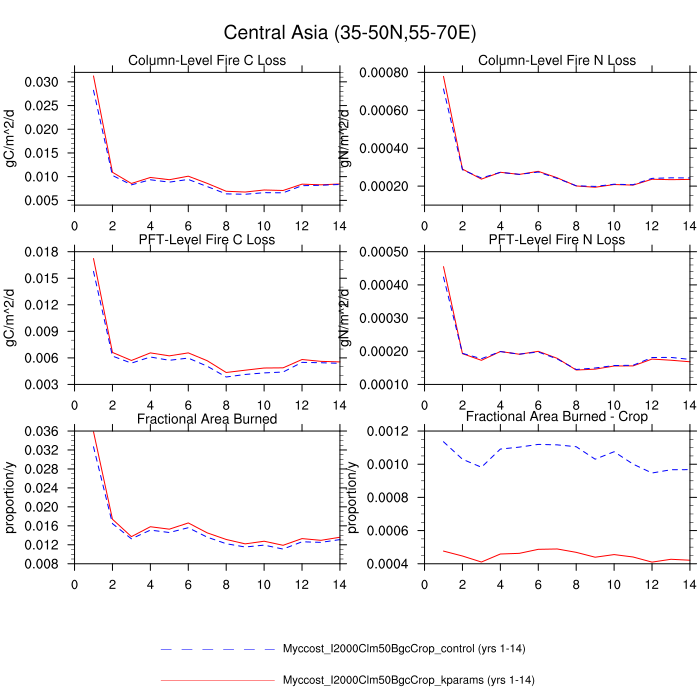 Central Asia (35-50N,55-70E)
Column-Level Fire C Loss
gC/m^2/d
0.030
0.025
0.020
0.015
0.010
0.005
0 2 4 6 8 10 12 14
Column-Level Fire N Loss
gN/m^2/d
0.00080
0.00060
0.00040
0.00020
0 2 4 6 8 10 12 14
PFT-Level Fire C Loss
gC/m^2/d
0.018
0.015
0.012
0.009
0.006
0.003
0 2 4 6 8 10 12 14
PFT-Level Fire N Loss
gN/m^2/d
0.00050
0.00040
0.00030
0.00020
0.00010
0 2 4 6 8 10 12 14
Fractional Area Burned
proportion/y
0.036
0.032
0.028
0.024
0.020
0.016
0.012
0.008
0 2 4 6 8 10 12 14
Fractional Area Burned - Crop
proportion/y
0.0012
0.0010
0.0008
0.0006
0.0004
0 2 4 6 8 10 12 14
Myccost_I2000Clm50BgcCrop_control (yrs 1-14)
Myccost_I2000Clm50BgcCrop_kparams (yrs 1-14)